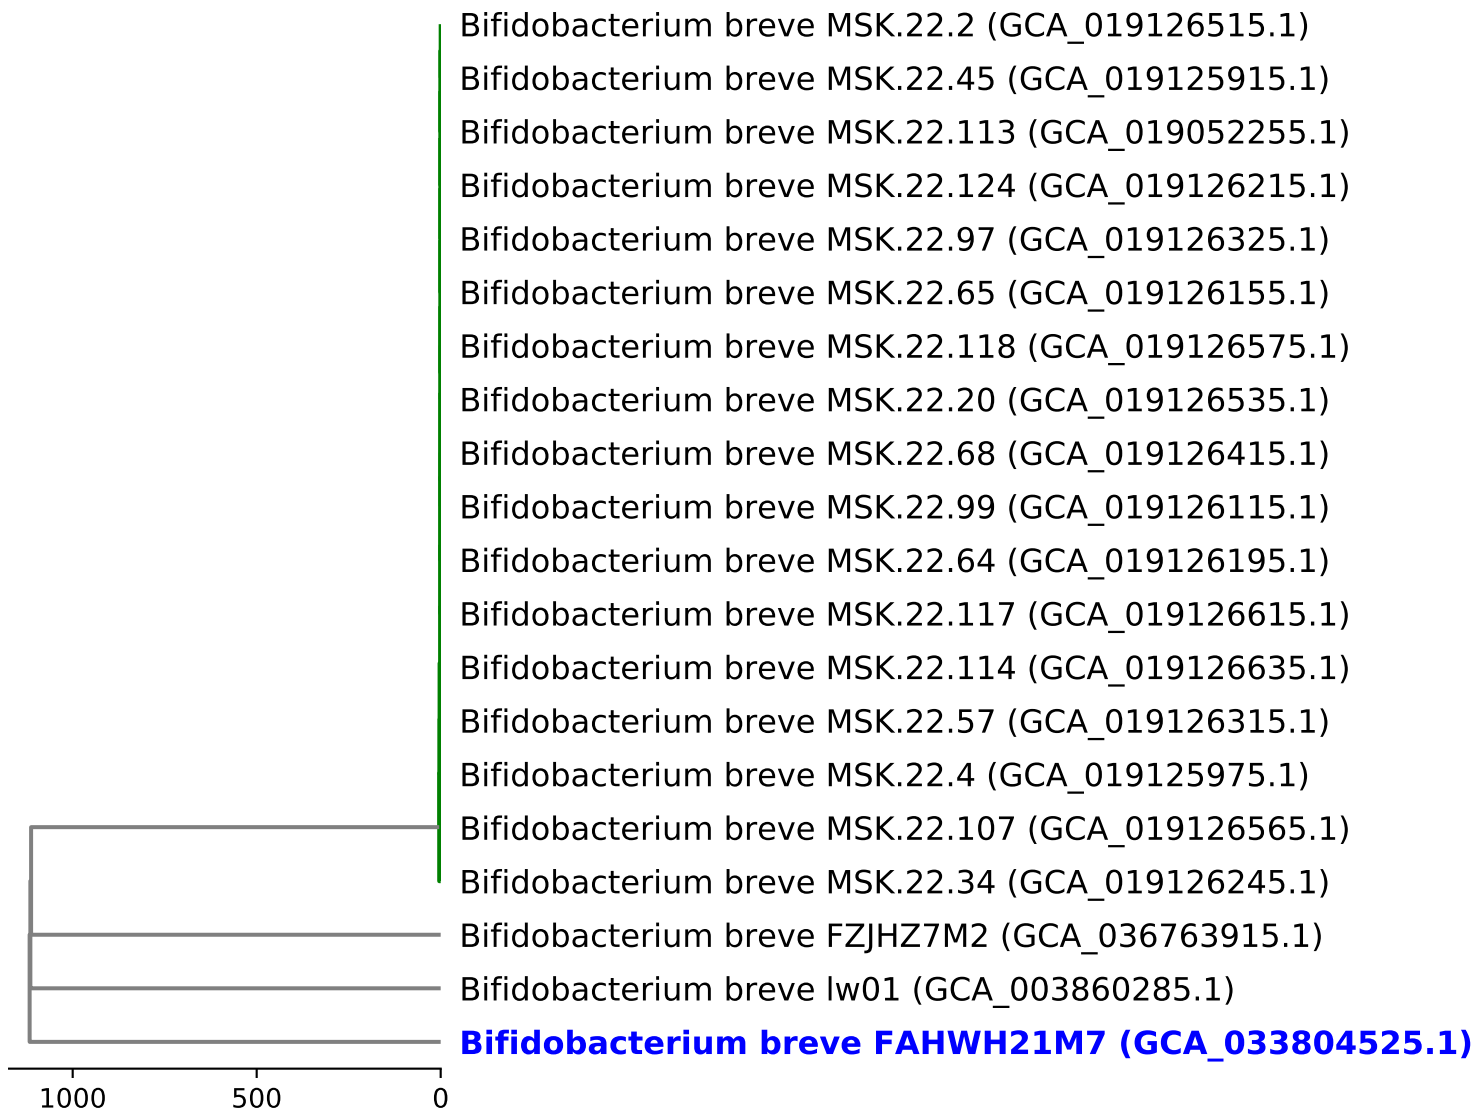 Bifidobacterium breve MSK.22.2 (GCA_019126515.1)
Bifidobacterium breve MSK.22.45 (GCA_019125915.1)
Bifidobacterium breve MSK.22.113 (GCA_019052255.1)
Bifidobacterium breve MSK.22.124 (GCA_019126215.1)
Bifidobacterium breve MSK.22.97 (GCA_019126325.1)
Bifidobacterium breve MSK.22.65 (GCA_019126155.1)
Bifidobacterium breve MSK.22.118 (GCA_019126575.1)
Bifidobacterium breve MSK.22.20 (GCA_019126535.1)
Bifidobacterium breve MSK.22.68 (GCA_019126415.1)
Bifidobacterium breve MSK.22.99 (GCA_019126115.1)
Bifidobacterium breve MSK.22.64 (GCA_019126195.1)
Bifidobacterium breve MSK.22.117 (GCA_019126615.1)
Bifidobacterium breve MSK.22.114 (GCA_019126635.1)
Bifidobacterium breve MSK.22.57 (GCA_019126315.1)
Bifidobacterium breve MSK.22.4 (GCA_019125975.1)
Bifidobacterium breve MSK.22.107 (GCA_019126565.1)
Bifidobacterium breve MSK.22.34 (GCA_019126245.1)
Bifidobacterium breve FZJHZ7M2 (GCA_036763915.1)
Bifidobacterium breve lw01 (GCA_003860285.1)
Bifidobacterium breve FAHWH21M7 (GCA_033804525.1)
1000 500 0